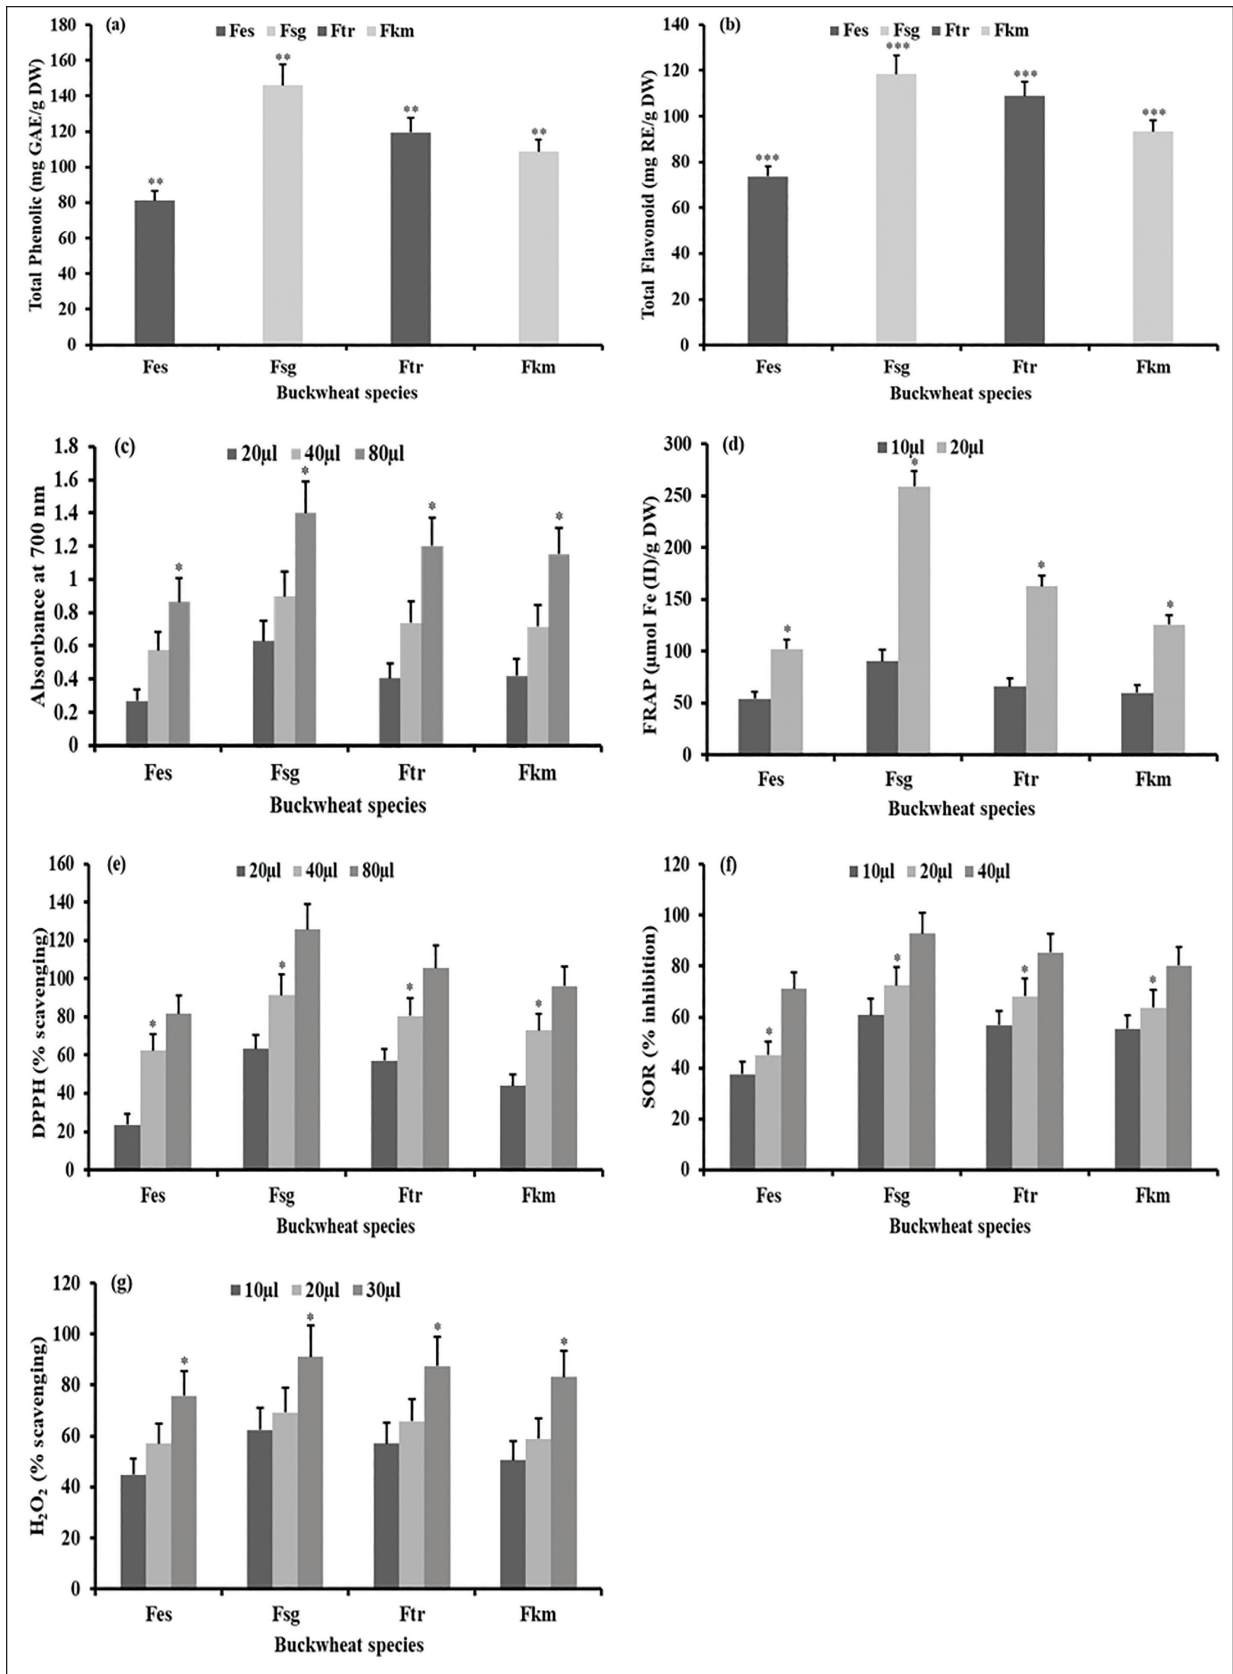 (a)
Fes Fsg Ftr Fkm
Total Phenolic (mg GAE/g DW)
180
160
140
120
100
80
60
40
20
0
** ** ** **
Fes Fsg Ftr Fkm
Buckwheat species
(b)
Fes Fsg Ftr Fkm
Total Flavonoid (mg RE/g DW)
140
120
100
80
60
40
20
0
*** *** *** ***
Fes Fsg Ftr Fkm
Buckwheat species
(c)
20µl 40µl 80µl
Absorbance at 700 nm
1.8
1.6
1.4
1.2
1
0.8
0.6
0.4
0.2
0
* * * *
Fes Fsg Ftr Fkm
Buckwheat species
(d)
10µl 20µl
FRAP (µmol Fe (II)/g DW)
300
250
200
150
100
50
0
* * * *
Fes Fsg Ftr Fkm
Buckwheat species
(e)
20µl 40µl 80µl
DPPH (% scavenging)
160
140
120
100
80
60
40
20
0
* * * *
Fes Fsg Ftr Fkm
Buckwheat species
(f)
10µl 20µl 40µl
SOR (% inhibition)
120
100
80
60
40
20
0
* * * *
Fes Fsg Ftr Fkm
Buckwheat species
(g)
10µl 20µl 30µl
H₂O₂ (% scavenging)
120
100
80
60
40
20
0
* * * *
Fes Fsg Ftr Fkm
Buckwheat species